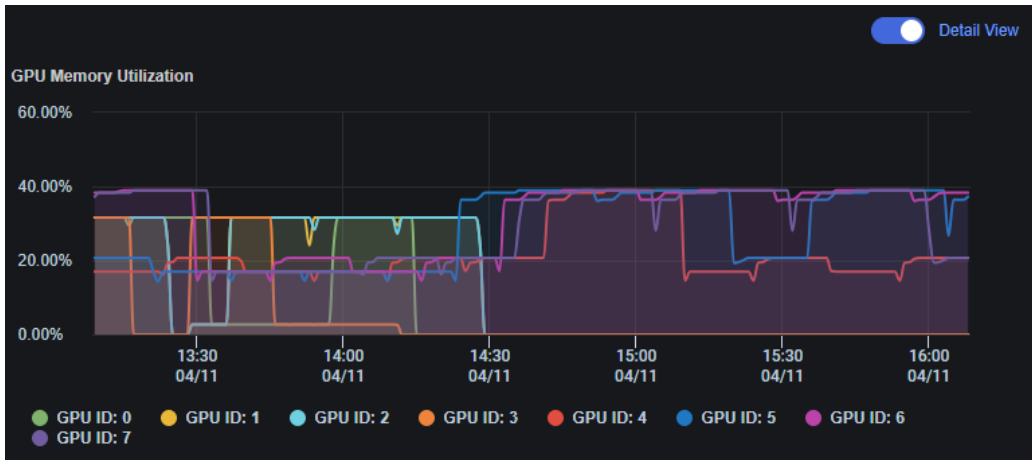 Detail View
GPU Memory Utilization
60.00%
40.00%
20.00%
0.00%
13:30 14:00 14:30 15:00 15:30 16:00
04/11 04/11 04/11 04/11 04/11 04/11
GPU ID: 0 GPU ID: 1 GPU ID: 2 GPU ID: 3 GPU ID: 4 GPU ID: 5 GPU ID: 6
GPU ID: 7